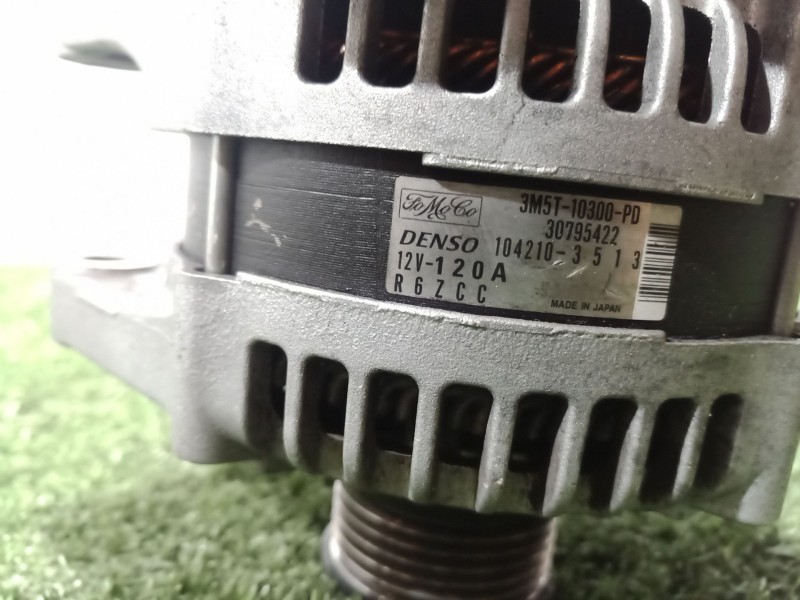 FoMoCo 3M5T-10300-PD
30795422
DENSO 104210-3513
12V-120A
R6ZCC MADE IN JAPAN